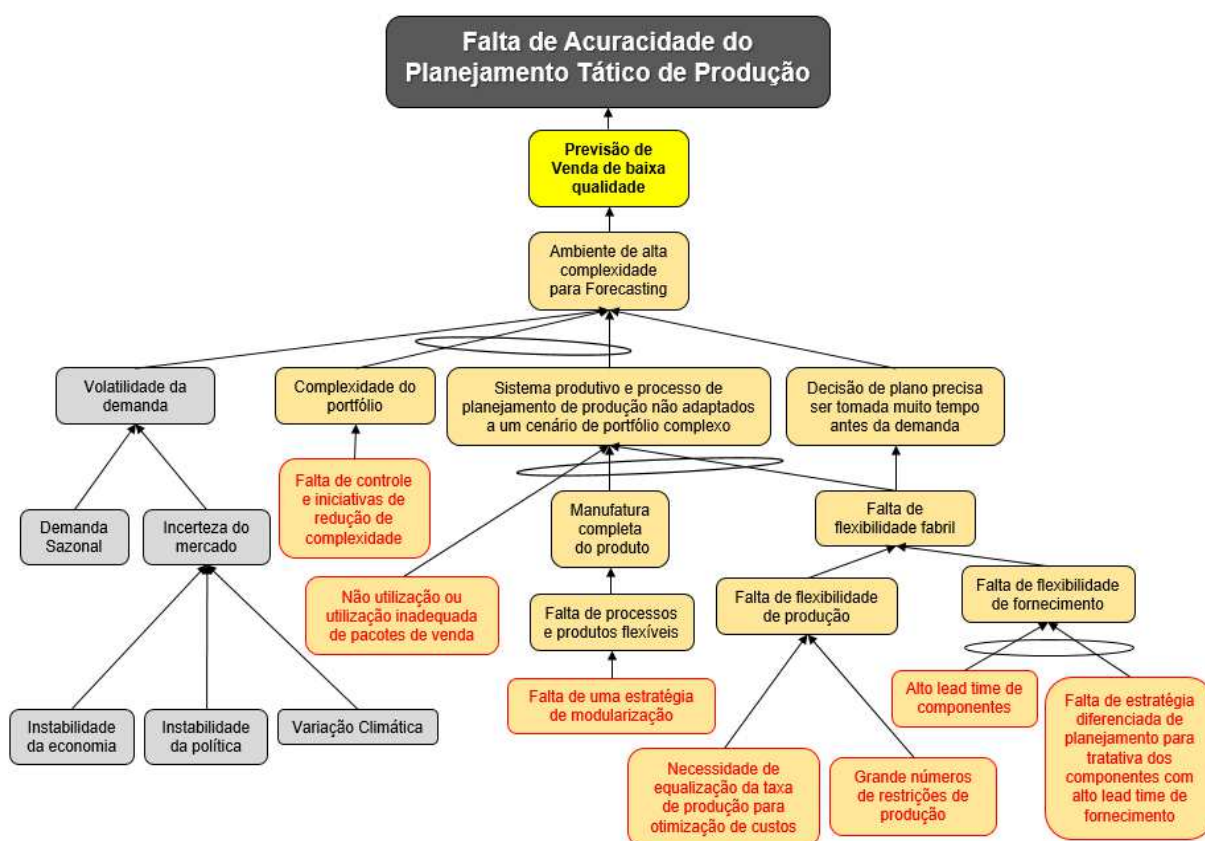 Falta de Acuracidade do
Planejamento Tático de Produção
Previsão de
Venda de baixa
qualidade
Ambiente de alta
complexidade
para Forecasting
Volatilidade da
demanda
Complexidade do
portfólio
Sistema produtivo e processo de
planejamento de produção não adaptados
a um cenário de portfólio complexo
Decisão de plano precisa
ser tomada muito tempo
antes da demanda
Falta de controle
e iniciativas de
redução de
complexidade
Demanda
Sazonal
Incerteza do
mercado
Manufatura
completa
do produto
Falta de
flexibilidade fabril
Não utilização ou
utilização inadequada
de pacotes de venda
Falta de processos
e produtos flexíveis
Falta de flexibilidade
de produção
Falta de flexibilidade
de fornecimento
Instabilidade
da economia
Instabilidade
da política
Variação Climática
Falta de uma estratégia
de modularização
Alto lead time de
componentes
Falta de estratégia
diferenciada de
planejamento para
tratativa dos
componentes com
alto lead time de
fornecimento
Necessidade de
equalização da taxa
de produção para
otimização de custos
Grande números
de restrições de
produção